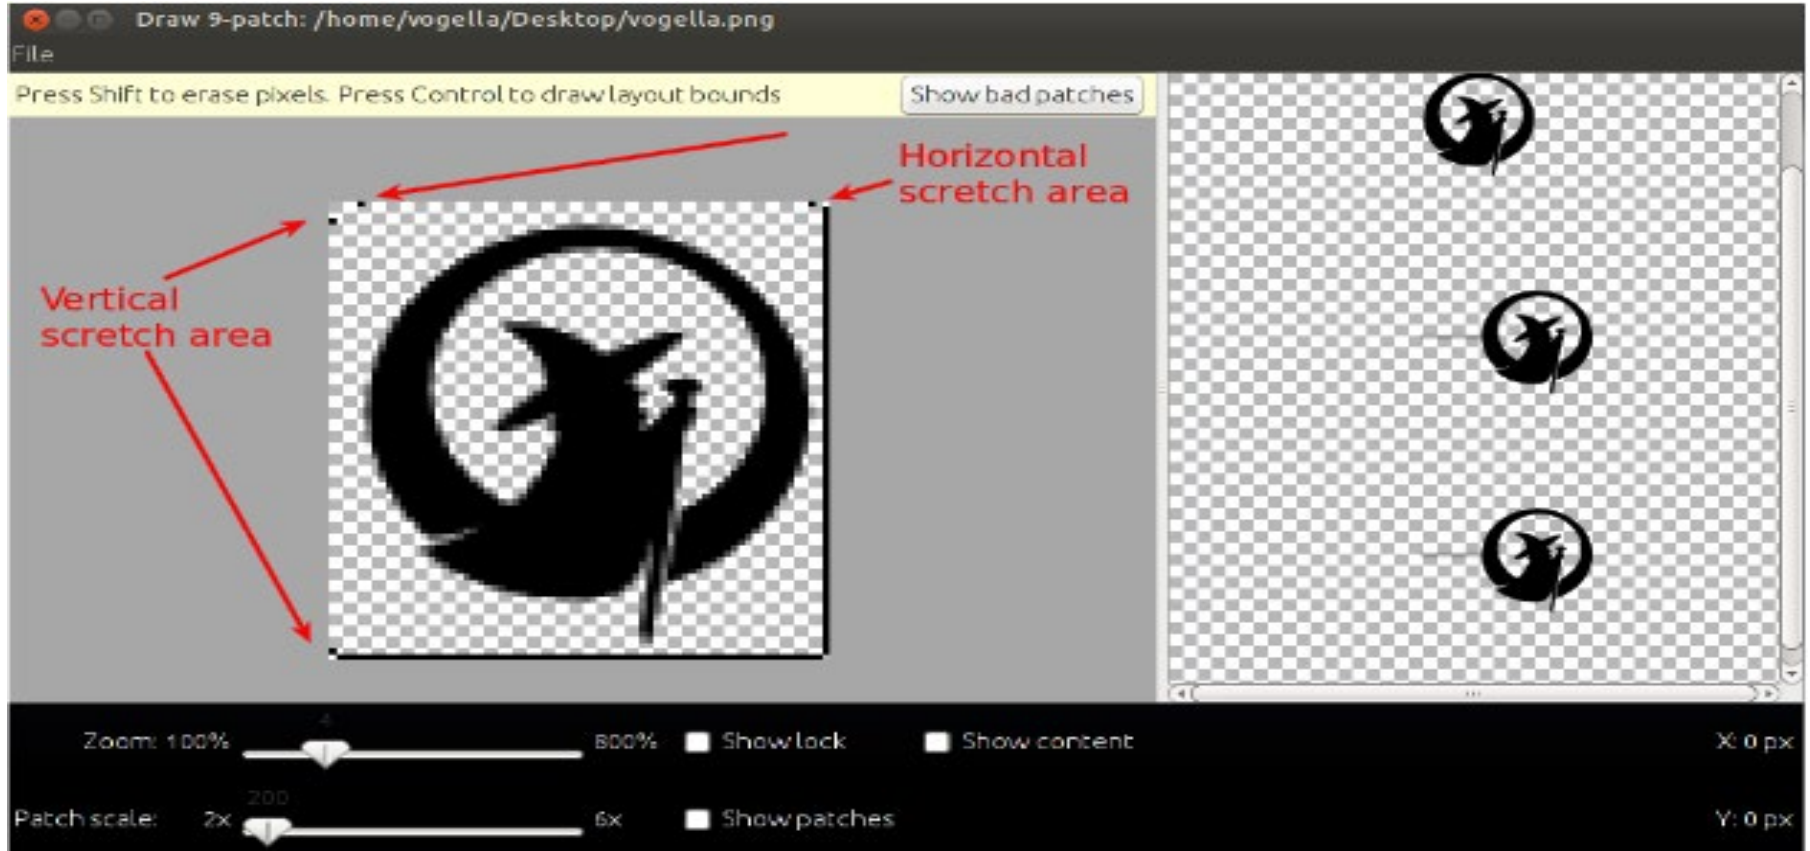 Draw 9-patch: /home/vogella/Desktop/vogella.png
File
Press Shift to erase pixels. Press Control to draw layout bounds
Show bad patches
Horizontal
scretch area
Vertical
scretch area
4
Zoom: 100%
800%
Show lock
Show content
X: 0 px
200
Patch scale:
2x
6x
Show patches
Y: 0 px